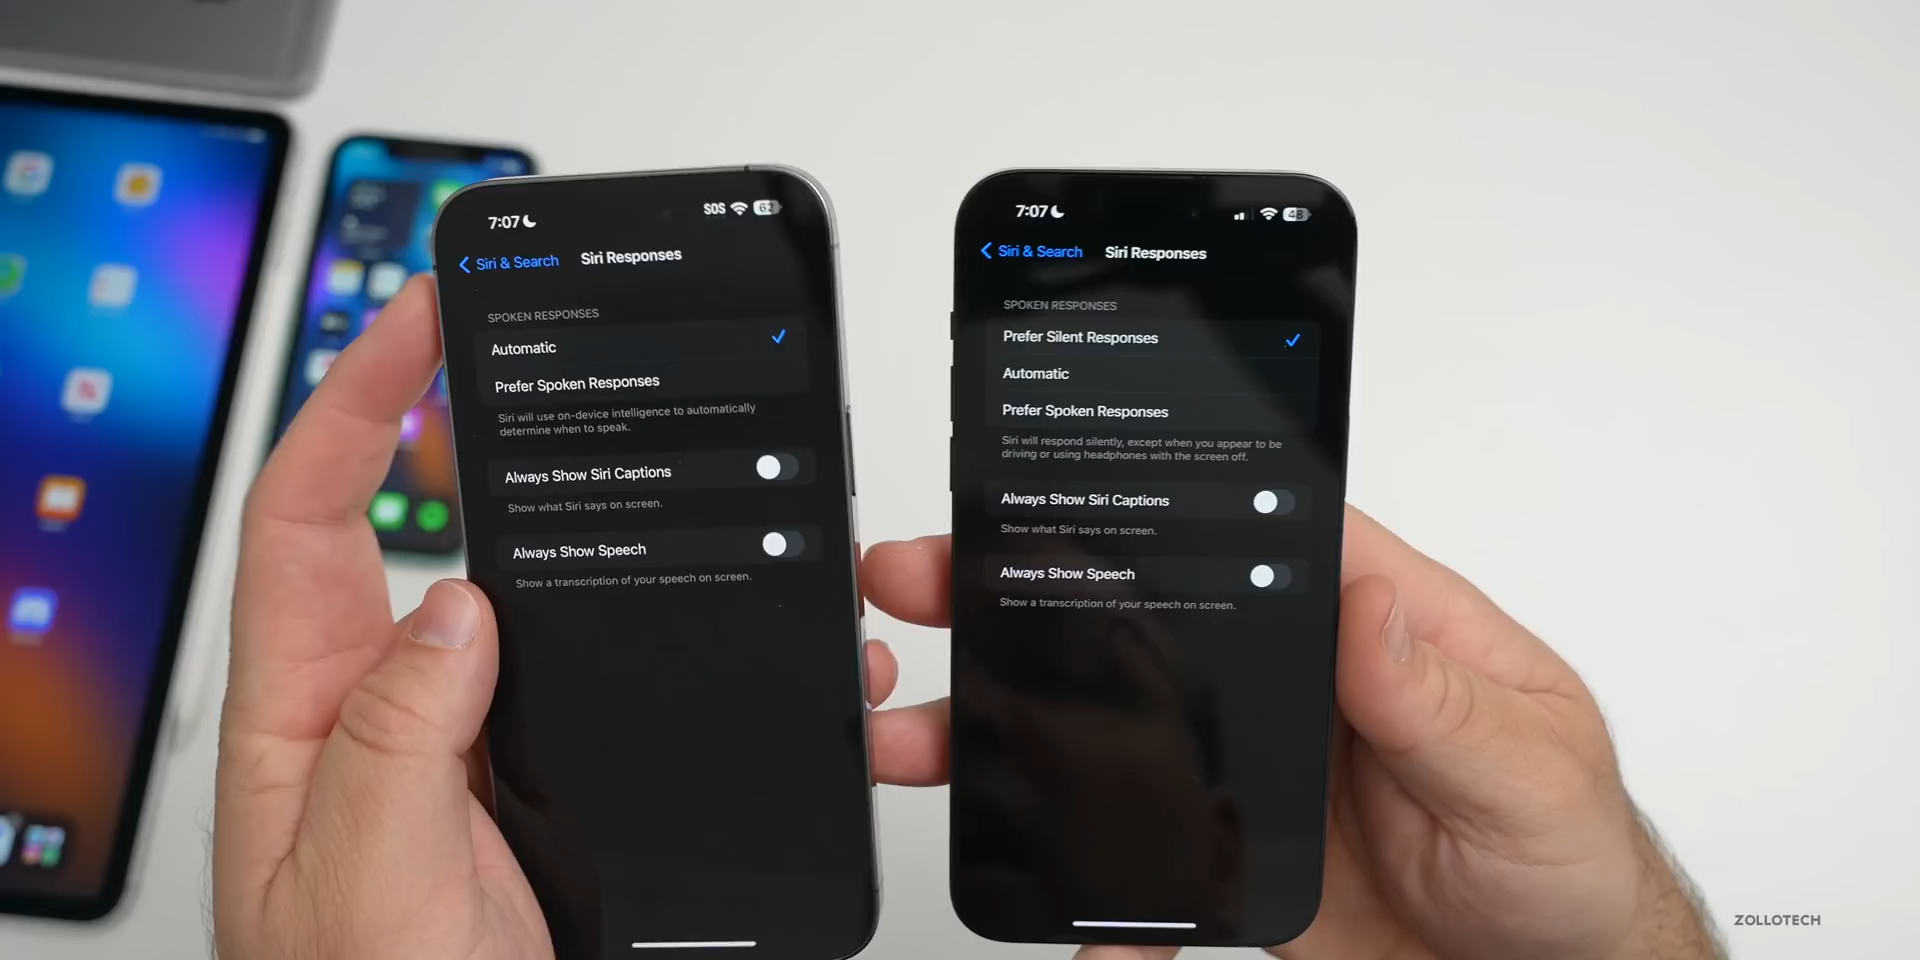 7:07
SOS
62
Siri & Search
Siri Responses
SPOKEN RESPONSES
Automatic
Prefer Spoken Responses
Siri will use on-device intelligence to automatically
determine when to speak.
Always Show Siri Captions
Show what Siri says on screen.
Always Show Speech
Show a transcription of your speech on screen.
7:07
48
Siri & Search
Siri Responses
SPOKEN RESPONSES
Prefer Silent Responses
Automatic
Prefer Spoken Responses
Siri will respond silently, except when you appear to be
driving or using headphones with the screen off.
Always Show Siri Captions
Show what Siri says on screen.
Always Show Speech
Show a transcription of your speech on screen.
ZOLLOTECH